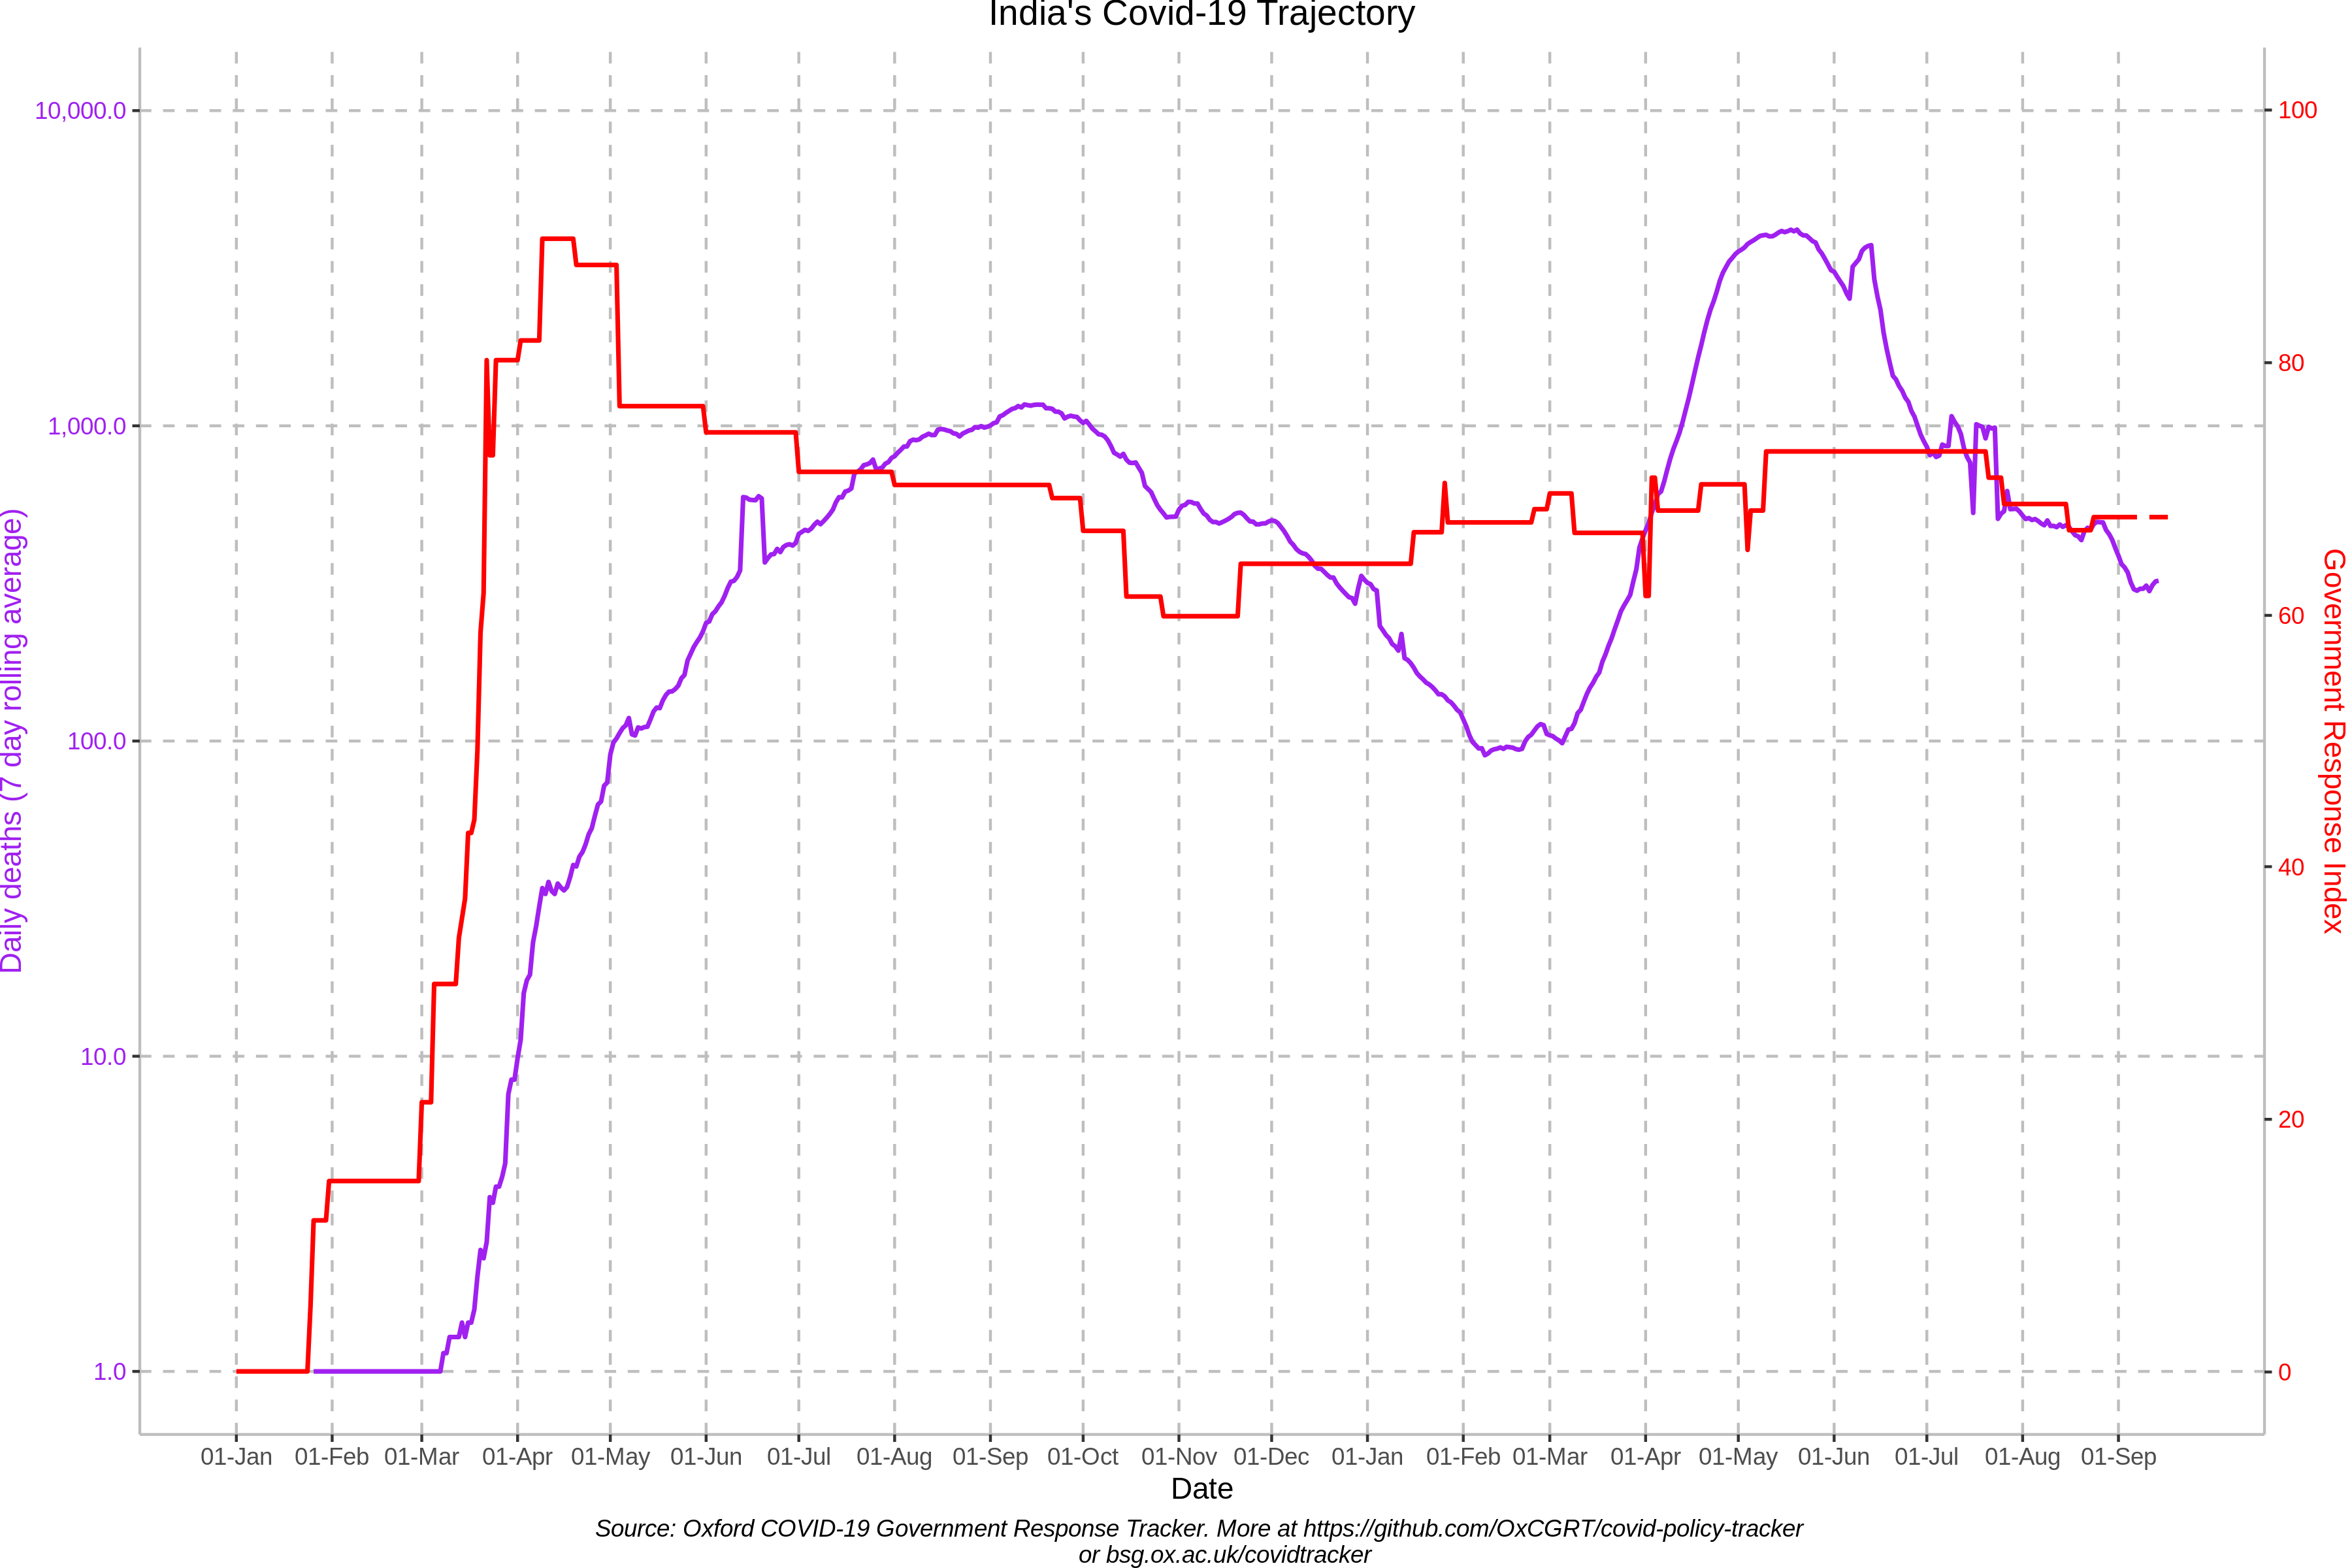 India's Covid-19 Trajectory
10,000.0
1,000.0
100.0
10.0
1.0
Daily deaths (7 day rolling average)
100
80
60
40
20
0
Government Response Index
01-Jan 01-Feb 01-Mar 01-Apr 01-May 01-Jun 01-Jul 01-Aug 01-Sep 01-Oct 01-Nov 01-Dec 01-Jan 01-Feb 01-Mar 01-Apr 01-May 01-Jun 01-Jul 01-Aug 01-Sep
Date
Source: Oxford COVID-19 Government Response Tracker. More at https://github.com/OxCGRT/covid-policy-tracker
or bsg.ox.ac.uk/covidtracker